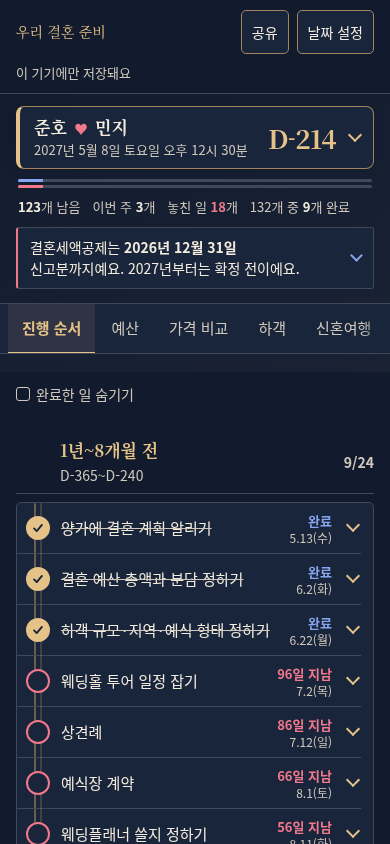 우리 결혼 준비
공유
날짜 설정
이 기기에만 저장돼요
준호 ♥ 민지
2027년 5월 8일 토요일 오후 12시 30분
D-214
123개 남음 이번 주 3개 놓친 일 18개 132개 중 9개 완료
결혼세액공제는 2026년 12월 31일
신고분까지예요. 2027년부터는 확정 전이에요.
진행 순서 예산 가격 비교 하객 신혼여행
완료한 일 숨기기
1년~8개월 전
D-365~D-240
9/24
양가에 결혼 계획 알리기
완료
5.13(수)
결혼 예산 총액과 분담 정하기
완료
6.2(화)
하객 규모·지역·예식 형태 정하기
완료
6.22(월)
웨딩홀 투어 일정 잡기
96일 지남
7.2(목)
상견례
86일 지남
7.12(일)
예식장 계약
66일 지남
8.1(토)
웨딩플래너 쓸지 정하기
56일 지남
8.11(화)